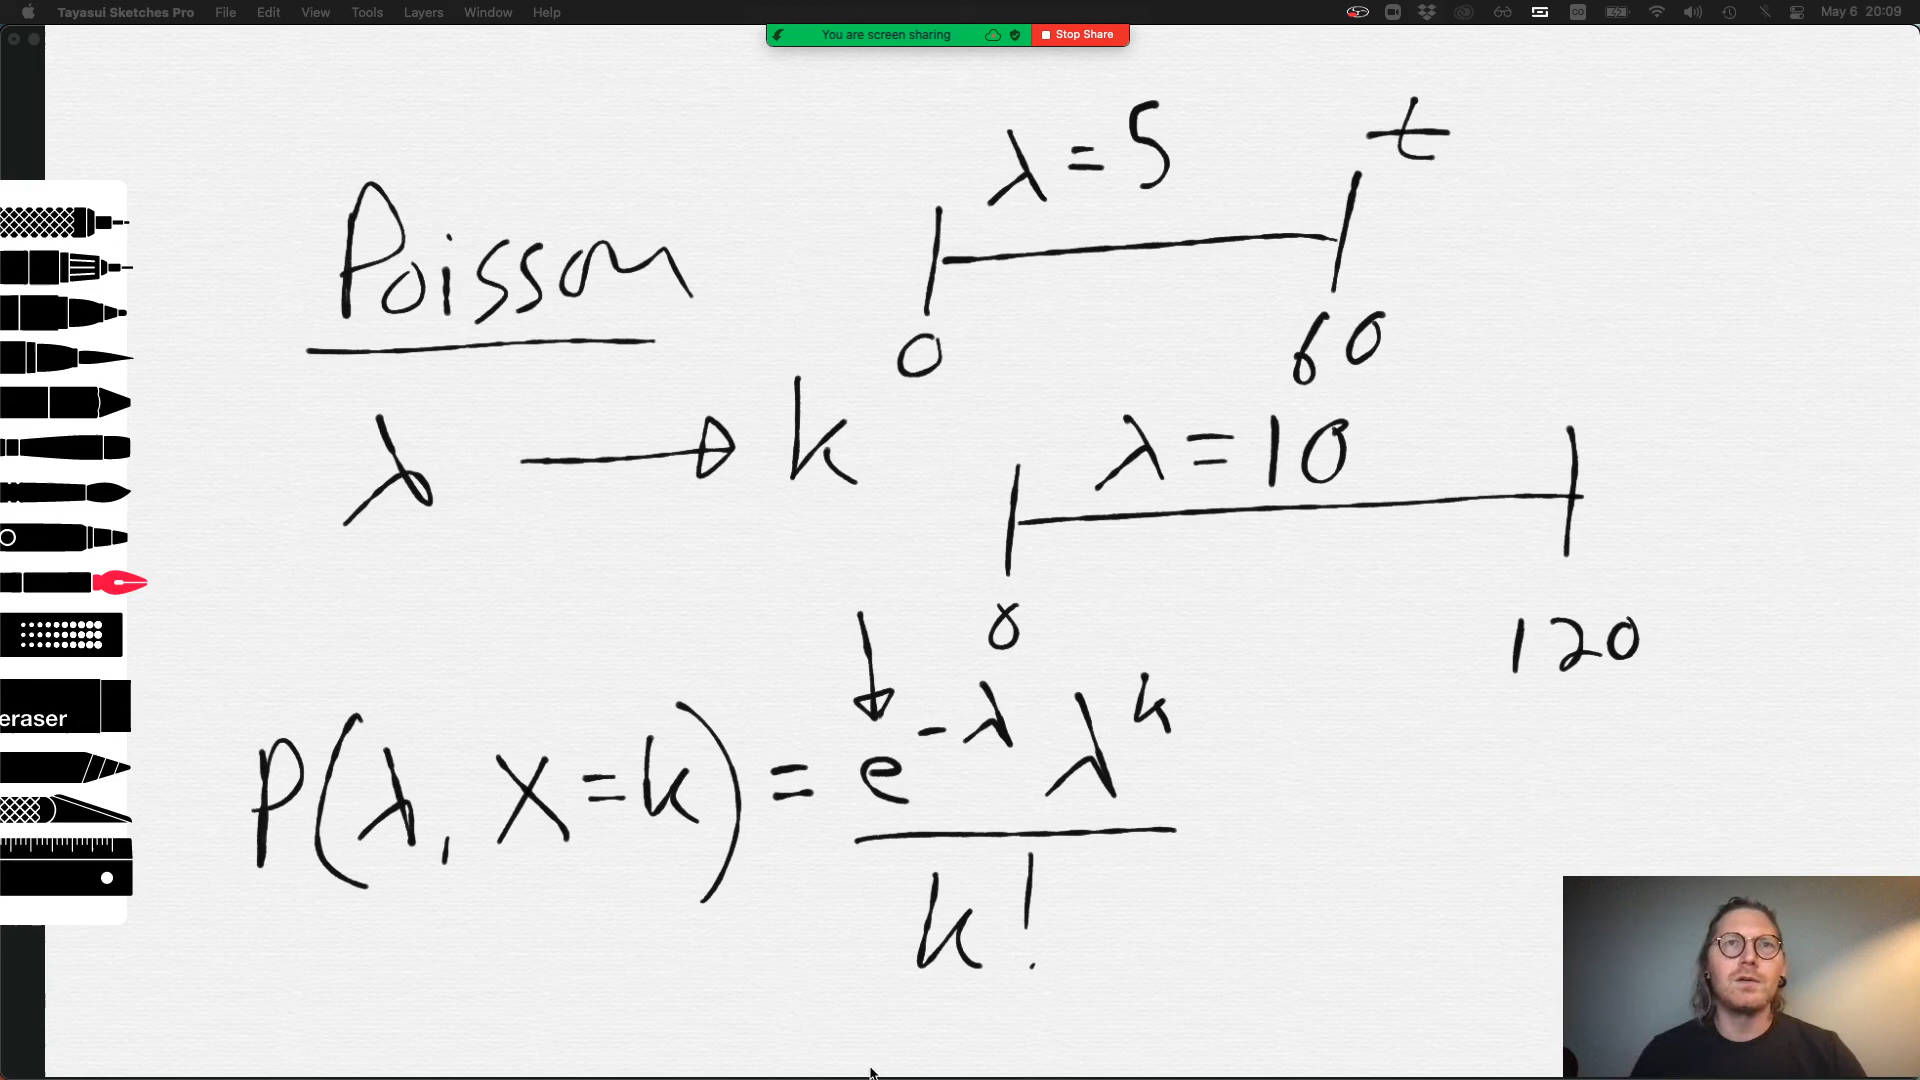 Tayasui Sketches Pro File Edit View Tools Layers Window Help May 6 20:09
You are screen sharing Stop Share
Poisson
λ = 5
t
0 60
λ → k
λ = 10
0 120
P(λ, X = k) = e^-λ λ^k / k!
eraser